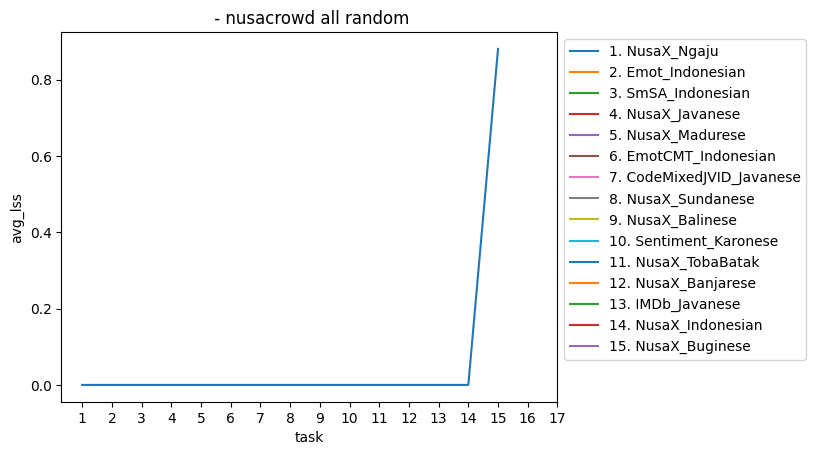 - nusacrowd all random
avg_lss
0.8
0.6
0.4
0.2
0.0
1 2 3 4 5 6 7 8 9 10 11 12 13 14 15 16 17
task
1. NusaX_Ngaju
2. Emot_Indonesian
3. SmSA_Indonesian
4. NusaX_Javanese
5. NusaX_Madurese
6. EmotCMT_Indonesian
7. CodeMixedJVID_Javanese
8. NusaX_Sundanese
9. NusaX_Balinese
10. Sentiment_Karonese
11. NusaX_TobaBatak
12. NusaX_Banjarese
13. IMDb_Javanese
14. NusaX_Indonesian
15. NusaX_Buginese